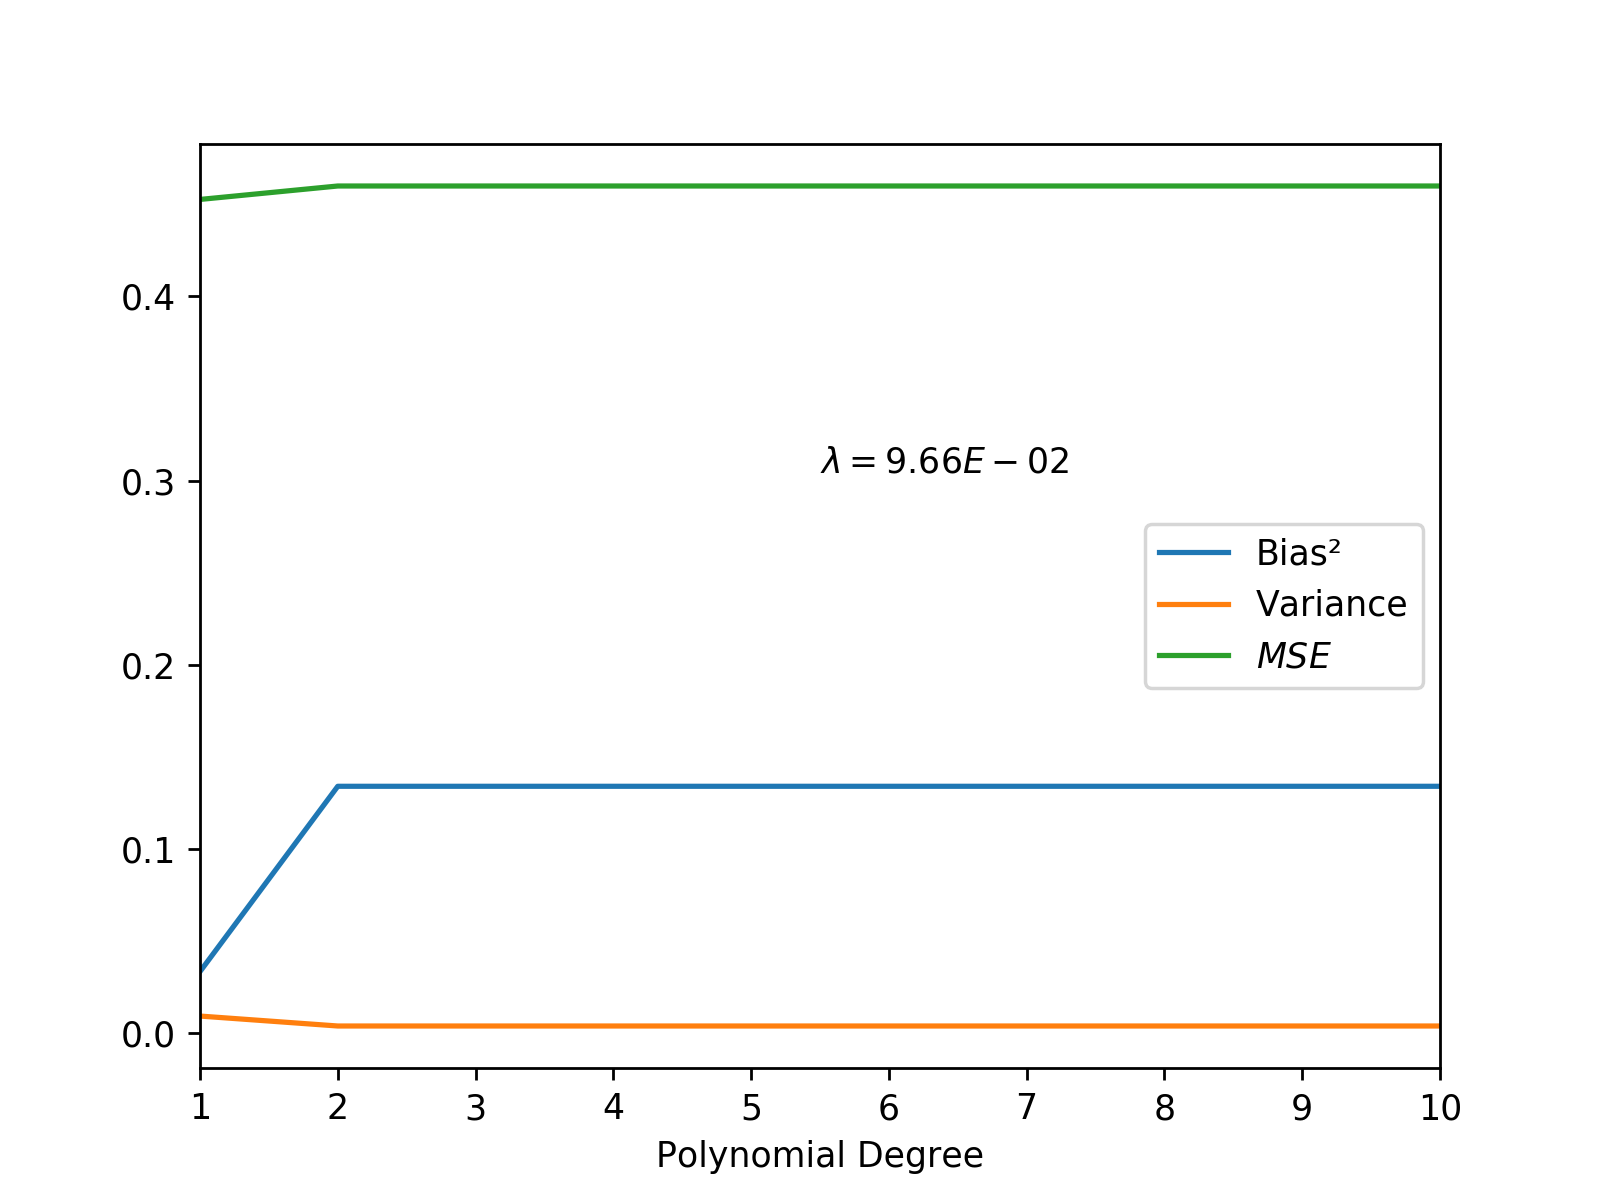 0.4
0.3
0.2
0.1
0.0
λ = 9.66E − 02
Bias²
Variance
MSE
1 2 3 4 5 6 7 8 9 10
Polynomial Degree